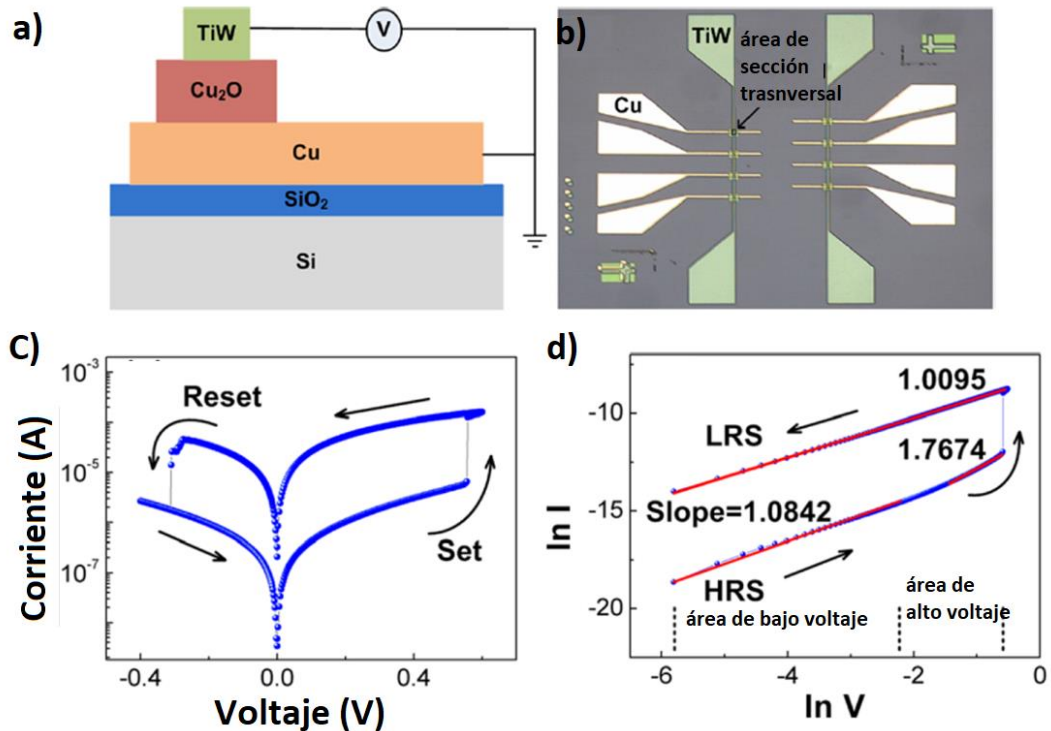 a)
TiW
V
Cu₂O
Cu
SiO₂
Si
b)
TiW
área de
sección
trasnversal
Cu
C)
Corriente (A)
10⁻³
10⁻⁵
10⁻⁷
Reset
Set
-0.4
0.0
0.4
Voltaje (V)
d)
ln I
-10
-15
-20
1.0095
LRS
1.7674
Slope=1.0842
HRS
área de bajo voltaje
área de
alto voltaje
-6
-4
-2
0
ln V